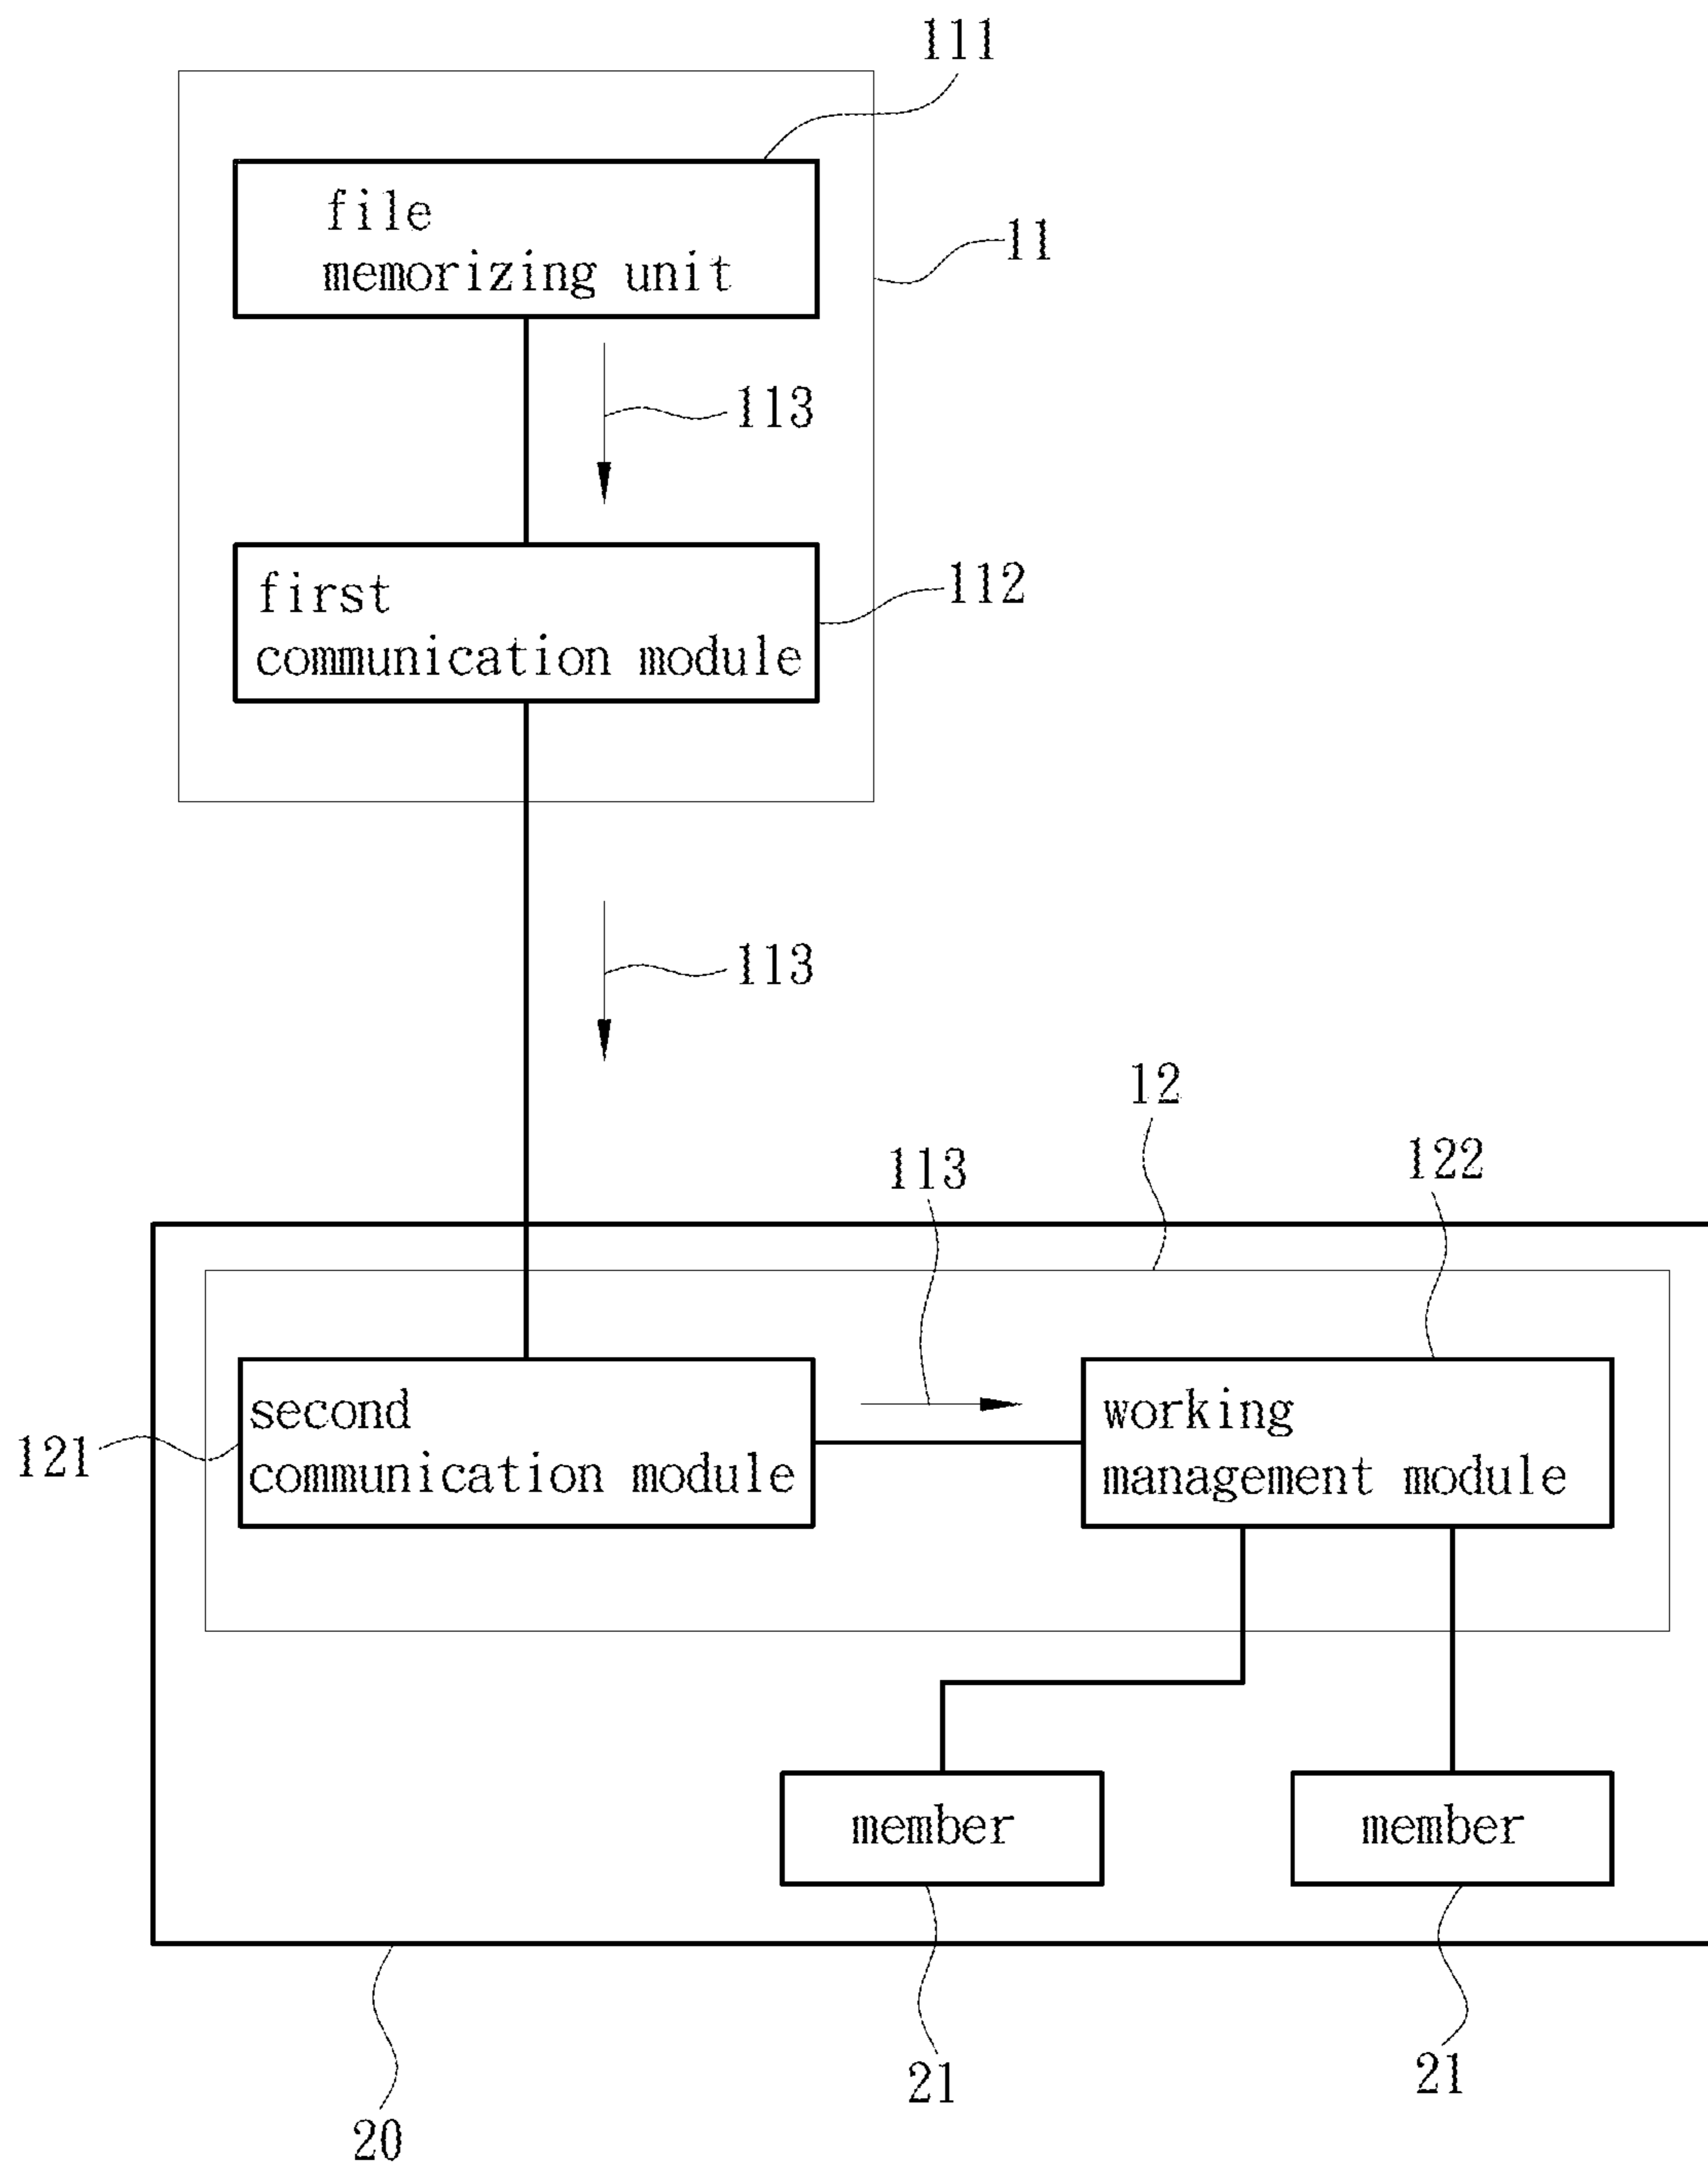 111
file
memorizing unit
11
113
first
communication module
112
113
12
113
122
second
communication module
working
management module
121
member
member
21
21
20